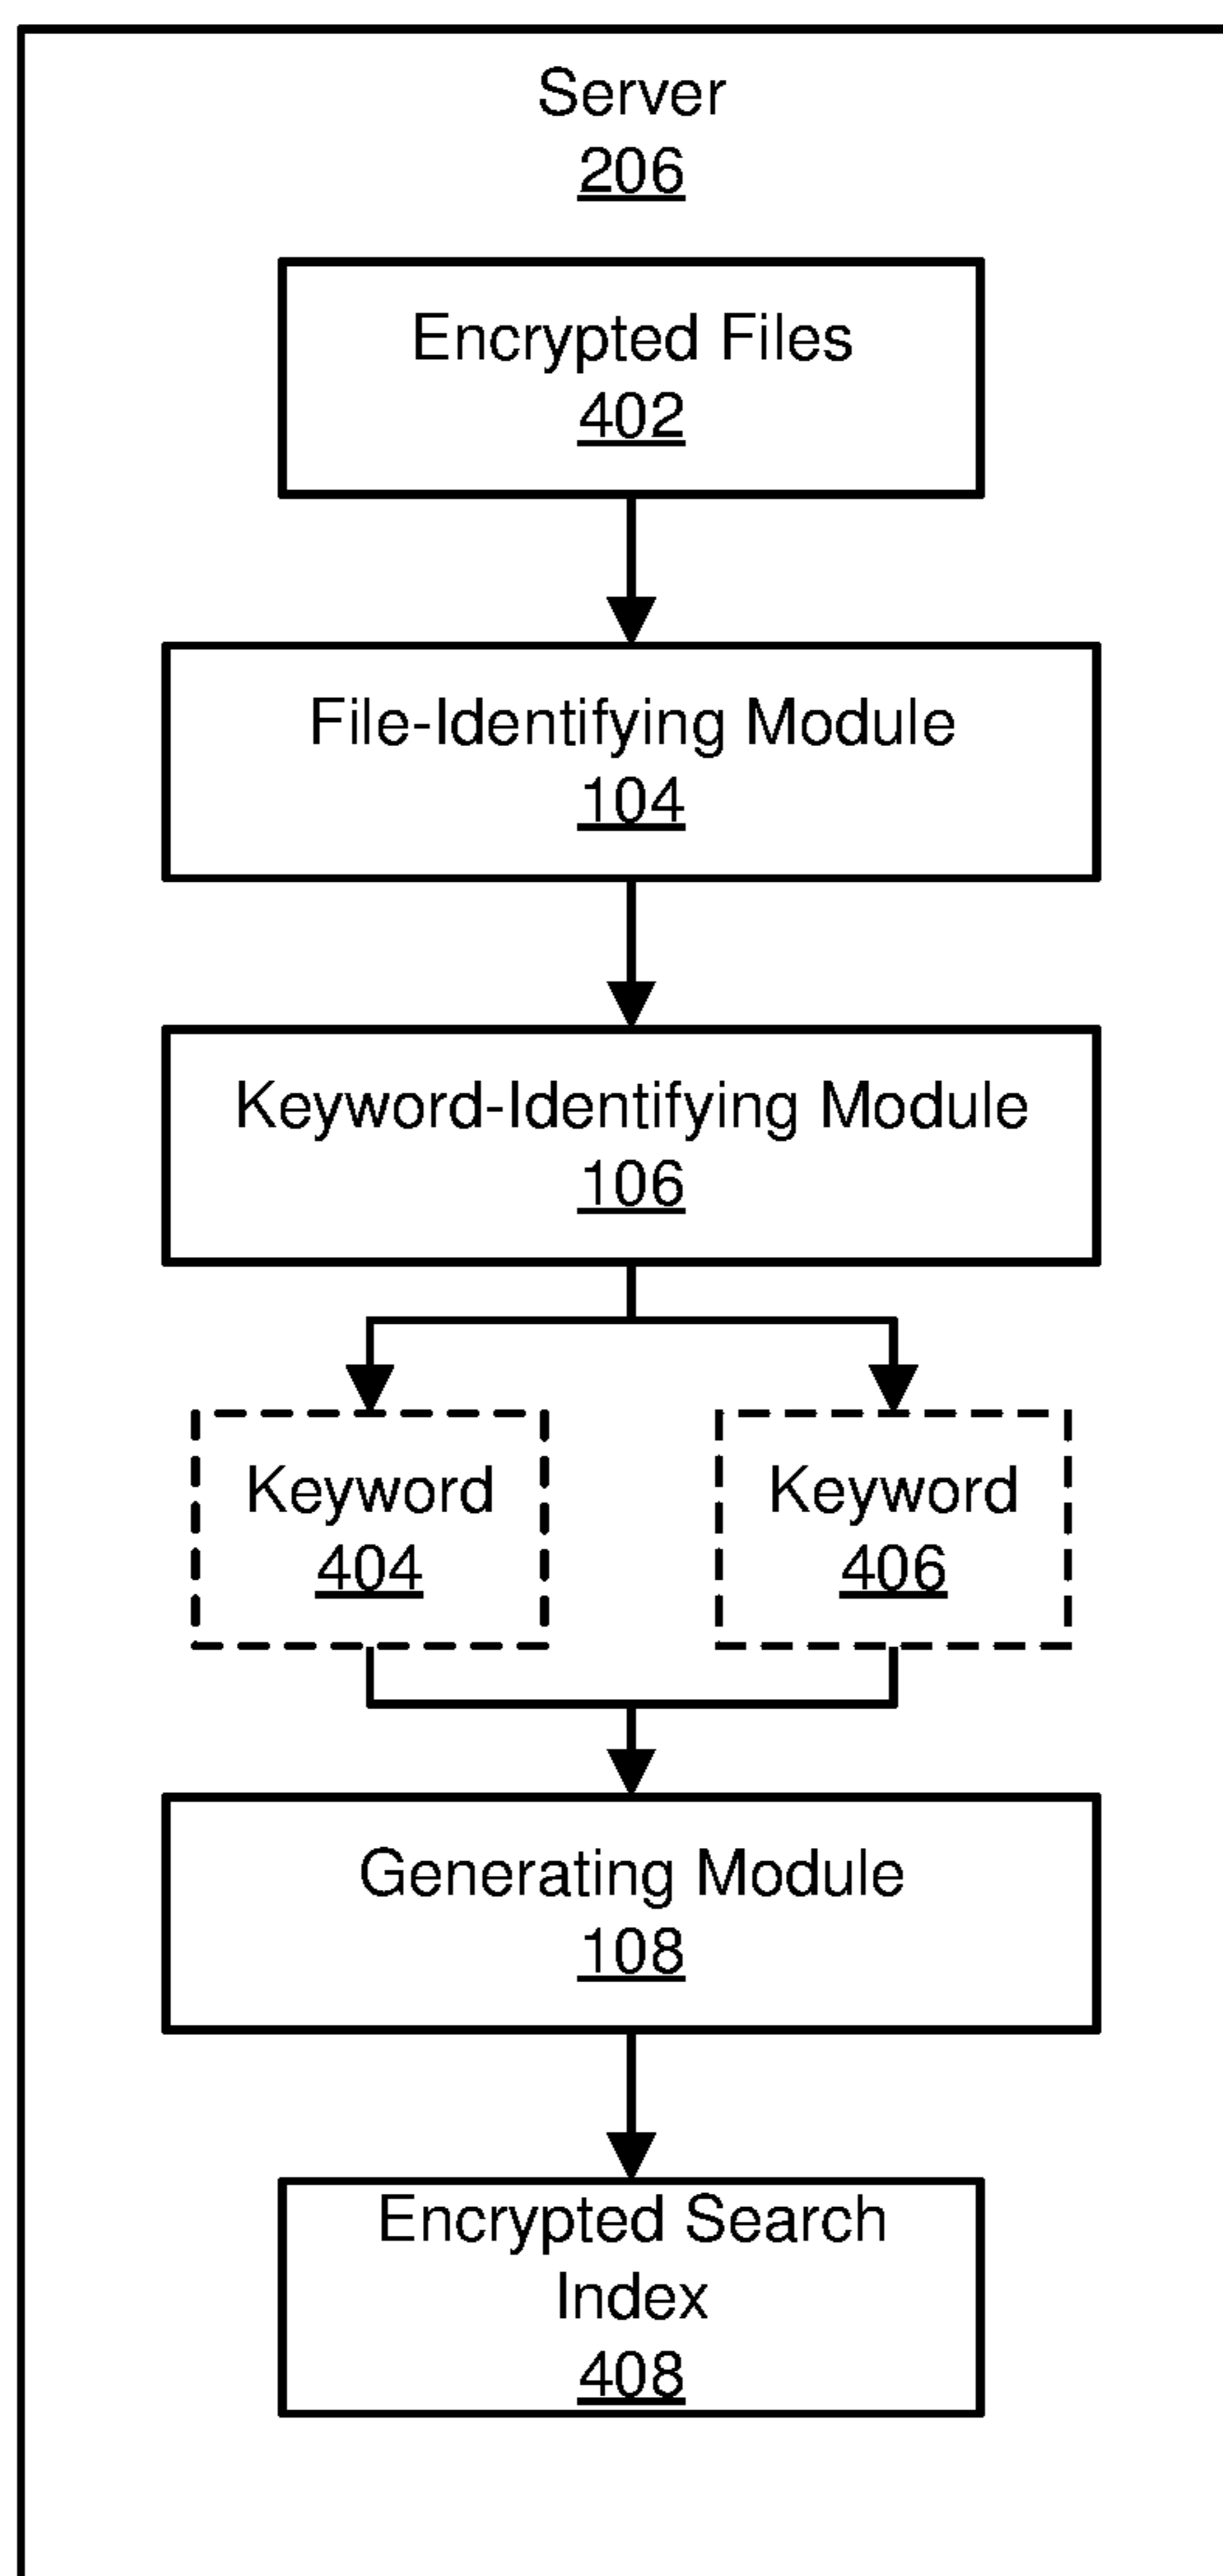 Server
206
Encrypted Files
402
File-Identifying Module
104
Keyword-Identifying Module
106
Keyword
404
Keyword
406
Generating Module
108
Encrypted Search
Index
408